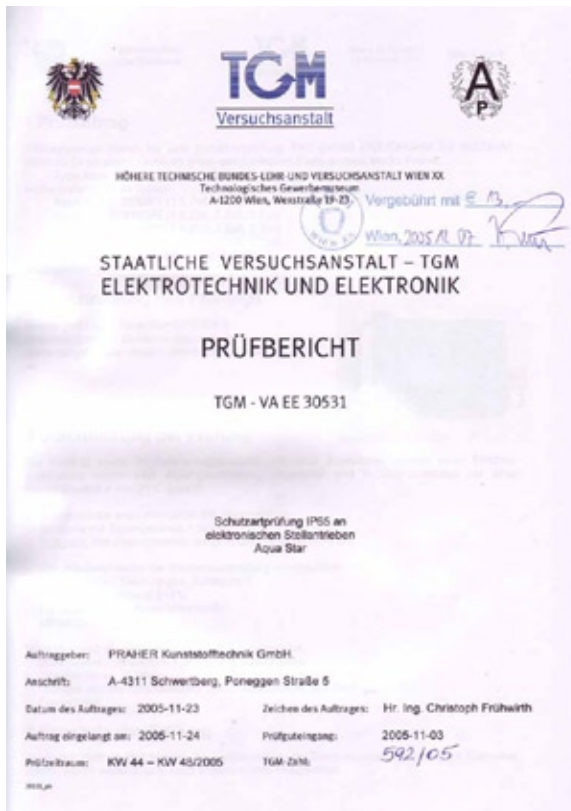 TGM
Versuchsanstalt
A
P
HÖHERE TECHNISCHE BUNDES-LEHR-UND VERSUCHSANSTALT WIEN XX
Technologisches Gewerbemuseum
A-1200 Wien, Wexstraße 19-23
Vergebührt mit € 13.
WIEN XX
Wien, 2005 12 07
STAATLICHE VERSUCHSANSTALT – TGM
ELEKTROTECHNIK UND ELEKTRONIK
PRÜFBERICHT
TGM - VA EE 30531
Schutzartprüfung IP55 an
elektronischen Stellantrieben
Aqua Star
Auftraggeber: PRAHER Kunststofftechnik GmbH.
Anschrift: A-4311 Schwertberg, Poneggen Straße 5
Datum des Auftrages: 2005-11-23 Zeichen des Auftrages: Hr. Ing. Christoph Frühwirth
Auftrag eingelangt am: 2005-11-24 Prüfguteingang: 2005-11-03
Prüfzeitraum: KW 44 – KW 48/2005 TGM-Zahl: 592/05